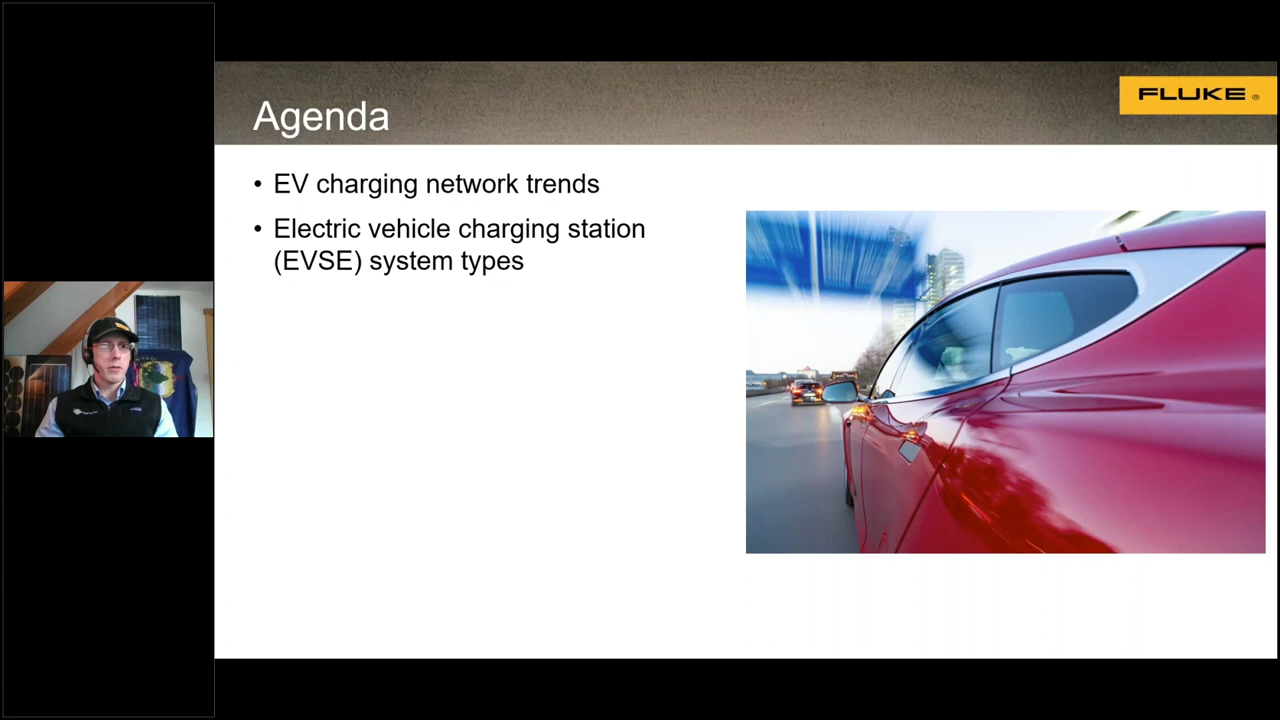 Agenda
FLUKE ®
• EV charging network trends
• Electric vehicle charging station
(EVSE) system types